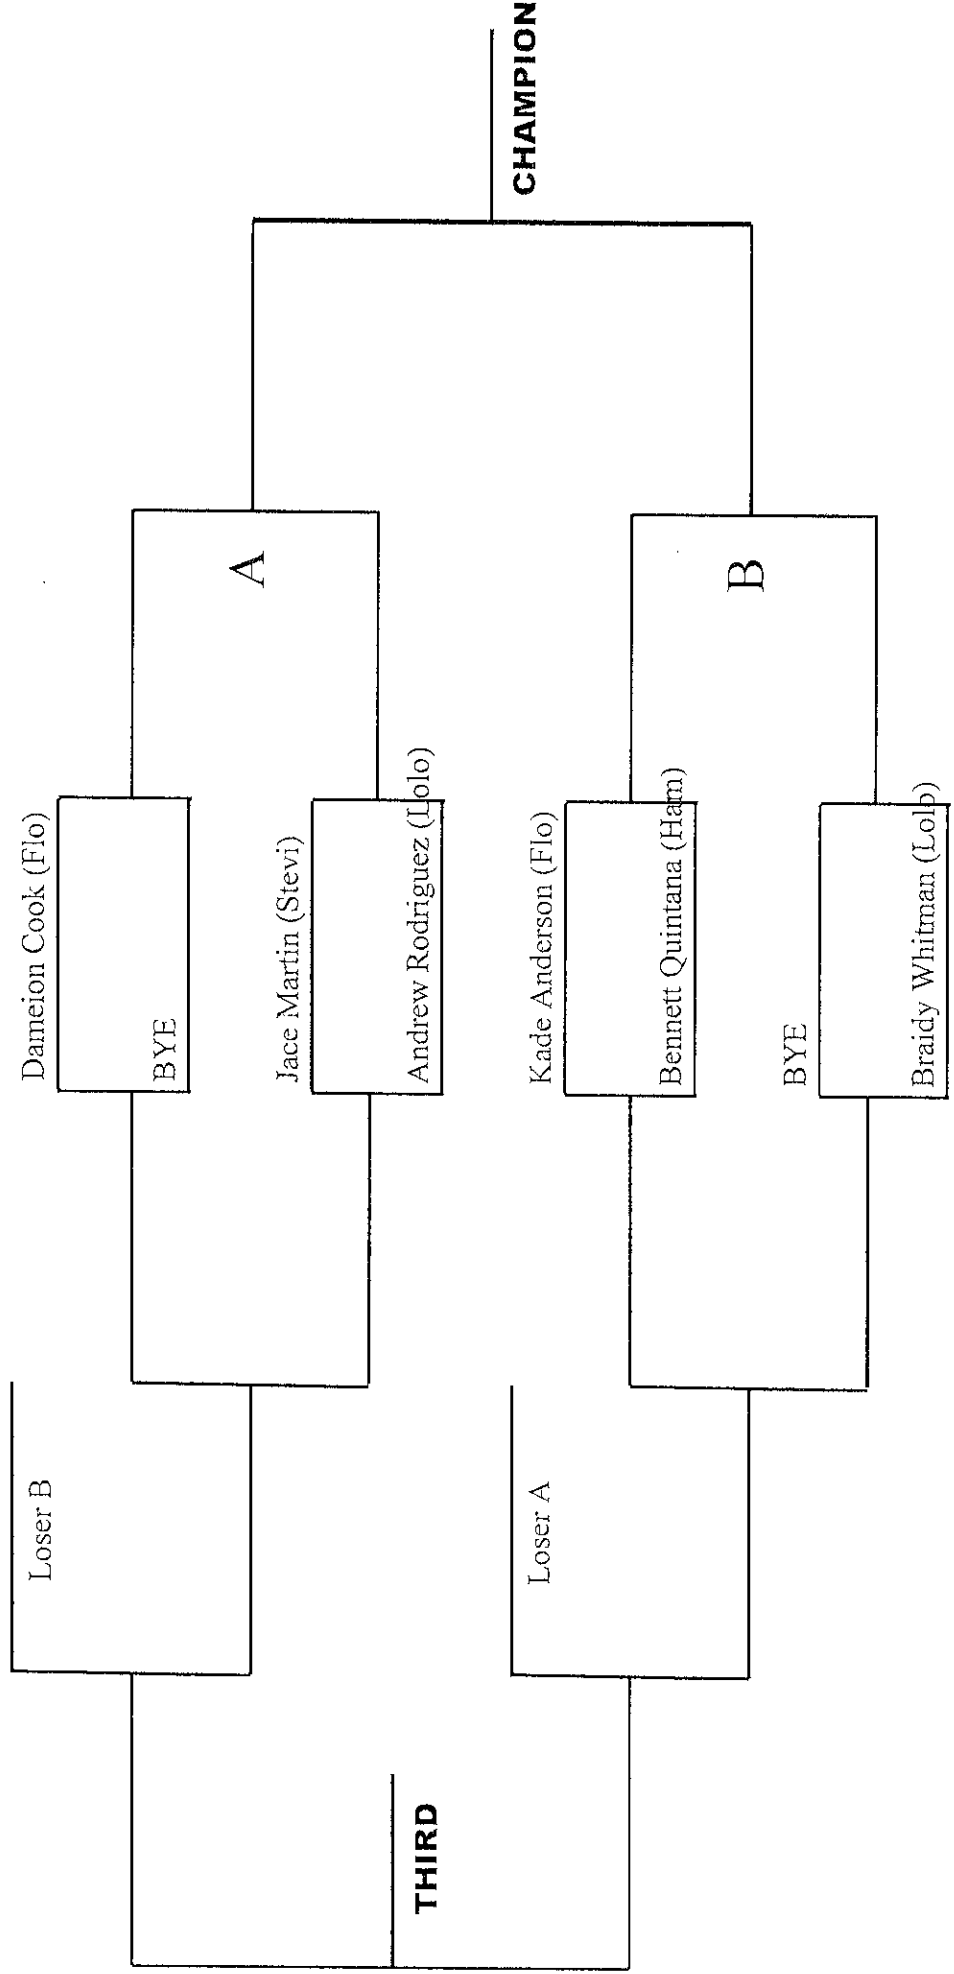 Dameion Cook (Flo)
BYE
Jace Martin (Stevi)
Andrew Rodriguez (Lolo)
Kade Anderson (Flo)
Bennett Quintana (Ham)
BYE
Braidy Whitman (Lolo)
A
B
CHAMPION
Loser B
Loser A
THIRD